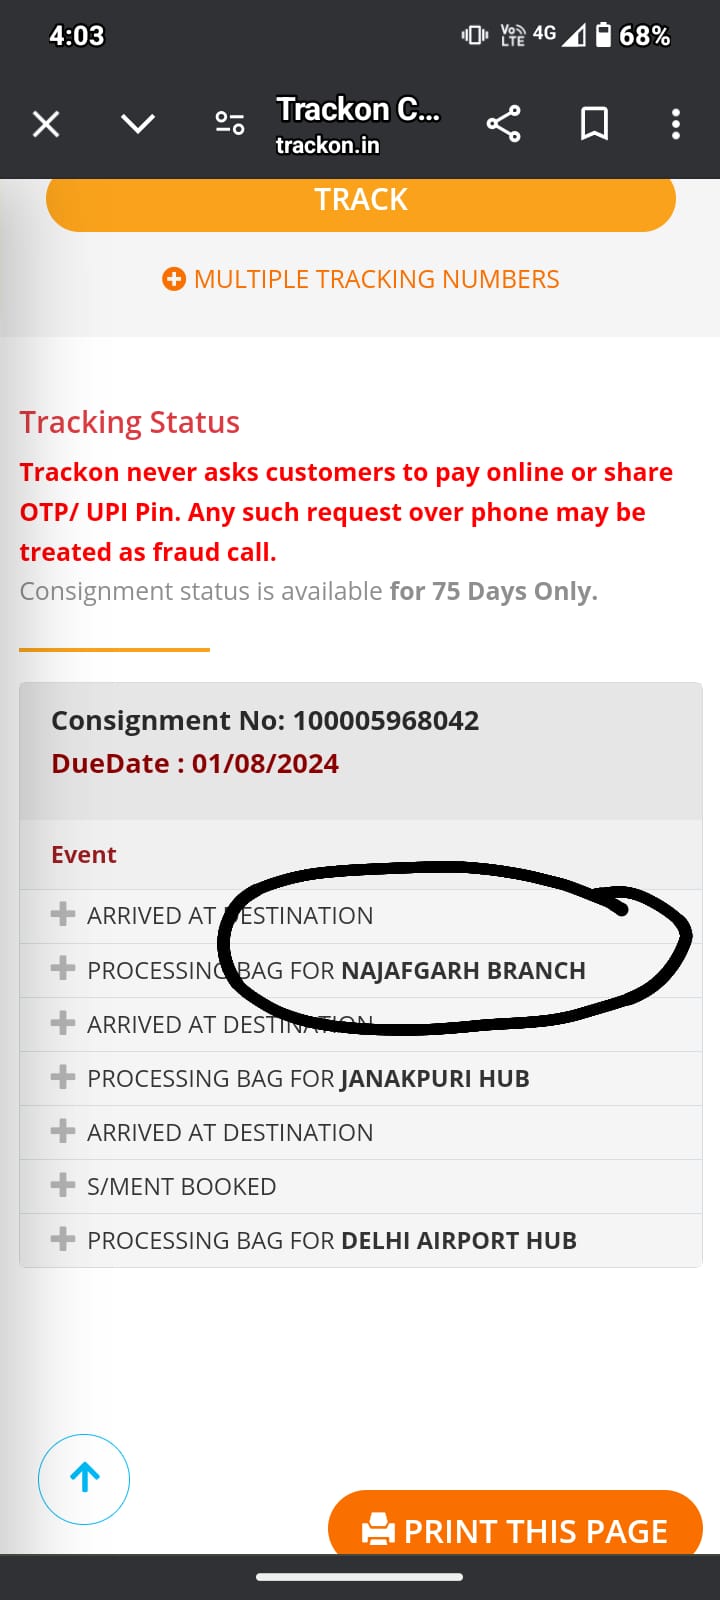 4:03
Vo LTE 4G 68%
Trackon C...
trackon.in
TRACK
MULTIPLE TRACKING NUMBERS
Tracking Status
Trackon never asks customers to pay online or share
OTP/ UPI Pin. Any such request over phone may be
treated as fraud call.
Consignment status is available for 75 Days Only.
Consignment No: 100005968042
DueDate : 01/08/2024
Event
ARRIVED AT DESTINATION
PROCESSING BAG FOR NAJAFGARH BRANCH
ARRIVED AT DESTINATION
PROCESSING BAG FOR JANAKPURI HUB
ARRIVED AT DESTINATION
S/MENT BOOKED
PROCESSING BAG FOR DELHI AIRPORT HUB
PRINT THIS PAGE